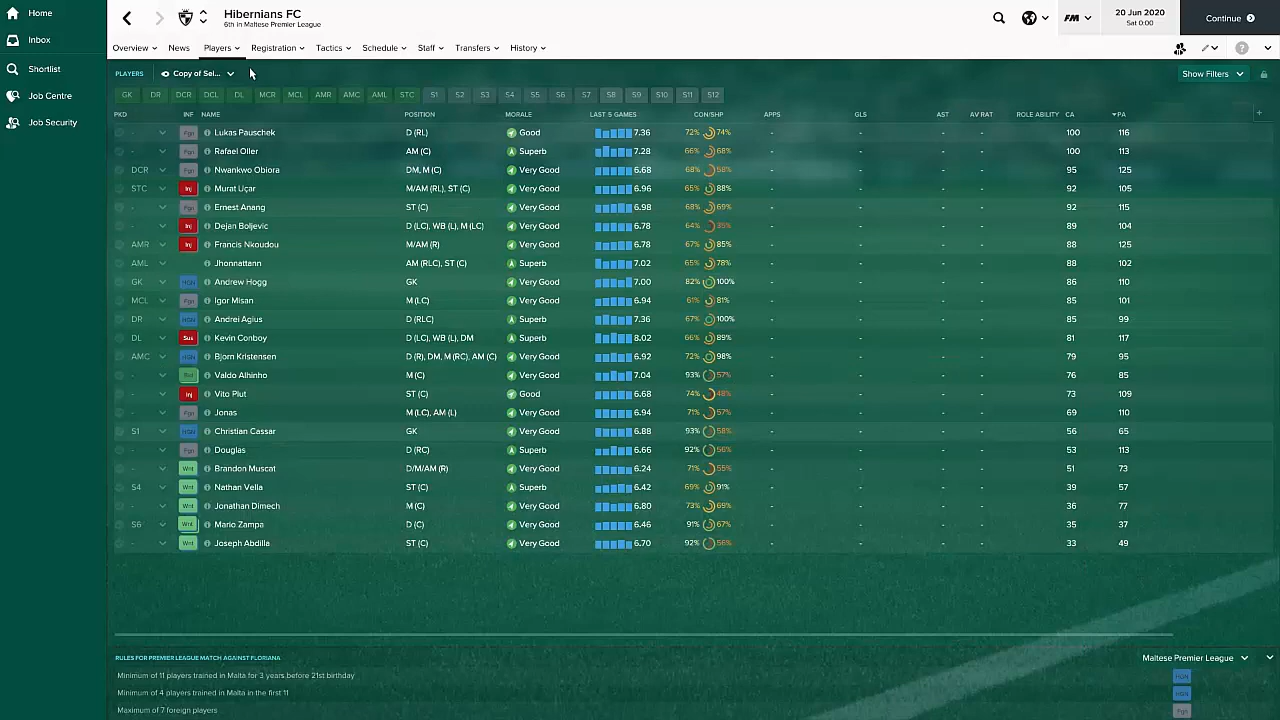 Home
Inbox
Shortlist
Job Centre
Job Security
Hibernians FC
6th in Maltese Premier League
FM
20 Jun 2020
Sat 0:00
Continue
Overview News Players Registration Tactics Schedule Staff Transfers History
PLAYERS Copy of Sel... Show Filters
GK DR DCR DCL DL MCR MCL AMR AMC AML STC S1 S2 S3 S4 S5 S6 S7 S8 S9 S10 S11 S12
PKD INF NAME POSITION MORALE LAST 5 GAMES CON/SHP APPS GLS AST AV RAT ROLE ABILITY CA PA
- Fgn Lukas Pauschek D (RL) Good 7.36 72% 74% - - - - 100 116
- Fgn Rafael Oller AM (C) Superb 7.28 66% 68% - - - - 100 113
DCR Fgn Nwankwo Obiora DM, M (C) Very Good 6.68 68% 58% - - - - 95 125
STC Inj Murat Uçar M/AM (RL), ST (C) Very Good 6.96 65% 88% - - - - 92 105
- Fgn Ernest Anang ST (C) Very Good 6.98 68% 69% - - - - 92 115
- Inj Dejan Boljevic D (LC), WB (L), M (LC) Very Good 6.78 64% 35% - - - - 89 104
AMR Inj Francis Nkoudou M/AM (R) Very Good 6.78 67% 85% - - - - 88 125
AML Jhonnattann AM (RLC), ST (C) Superb 7.02 65% 78% - - - - 88 102
GK HGN Andrew Hogg GK Very Good 7.00 82% 100% - - - - 86 110
MCL Fgn Igor Misan M (LC) Very Good 6.94 61% 81% - - - - 85 101
DR HGN Andrei Agius D (RLC) Superb 7.36 67% 100% - - - - 85 99
DL Sus Kevin Conboy D (LC), WB (L), DM Superb 8.02 66% 89% - - - - 81 117
AMC HGN Bjorn Kristensen D (R), DM, M (RC), AM (C) Very Good 6.92 72% 98% - - - - 79 95
- Valdo Alhinho M (C) Very Good 7.04 93% 57% - - - - 76 85
- Inj Vito Plut ST (C) Good 6.68 74% 48% - - - - 73 109
- Fgn Jonas M (LC), AM (L) Very Good 6.94 71% 57% - - - - 69 110
S1 HGN Christian Cassar GK Very Good 6.88 93% 58% - - - - 56 65
- Fgn Douglas D (RC) Superb 6.66 92% 56% - - - - 53 113
- Wnt Brandon Muscat D/M/AM (R) Very Good 6.24 71% 55% - - - - 51 73
S4 Wnt Nathan Vella ST (C) Superb 6.42 69% 91% - - - - 39 57
- Wnt Jonathan Dimech M (C) Very Good 6.80 73% 69% - - - - 36 77
S6 Wnt Mario Zampa D (C) Very Good 6.46 91% 67% - - - - 35 37
- Wnt Joseph Abdilla ST (C) Very Good 6.70 92% 56% - - - - 33 49
RULES FOR PREMIER LEAGUE MATCH AGAINST FLORIANA Maltese Premier League
Minimum of 11 players trained in Malta for 3 years before 21st birthday HGN
Minimum of 4 players trained in Malta in the first 11 HGN
Maximum of 7 foreign players Fgn